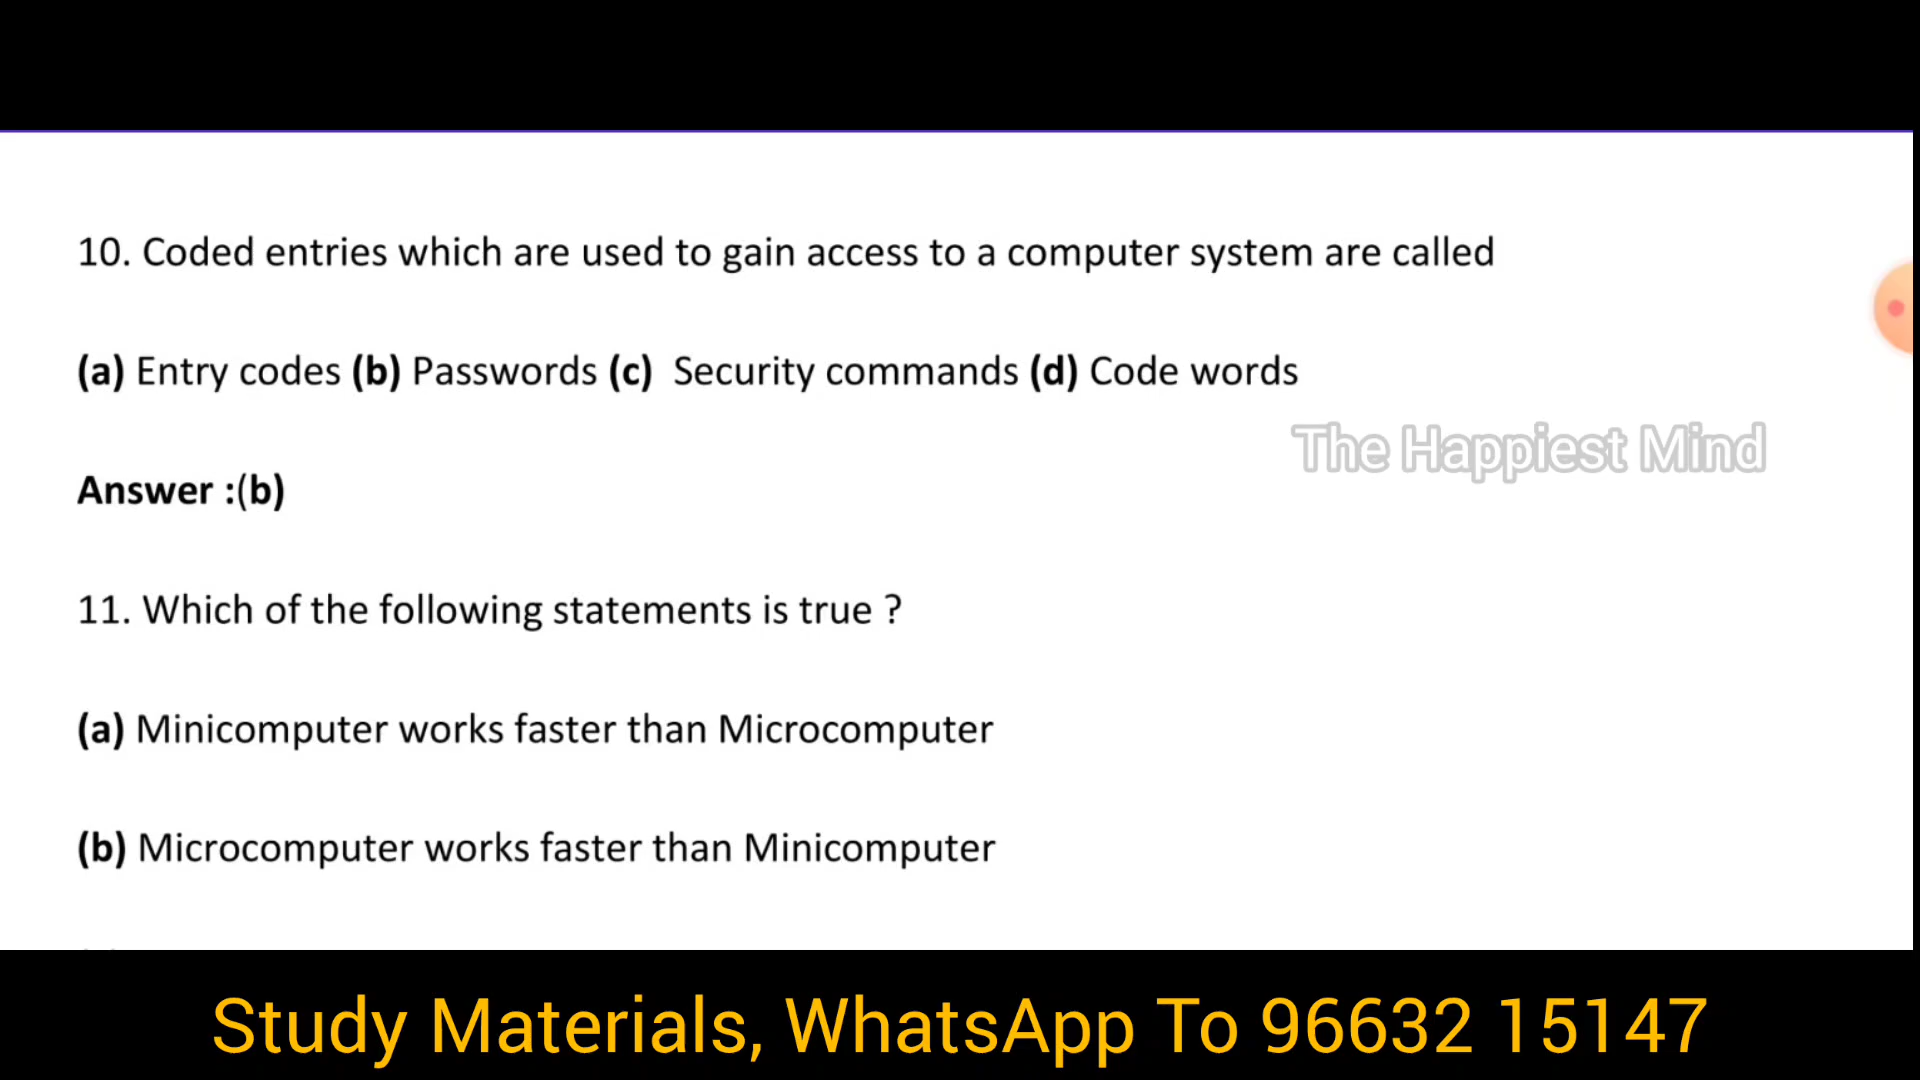 10. Coded entries which are used to gain access to a computer system are called
(a) Entry codes (b) Passwords (c) Security commands (d) Code words
The Happiest Mind
Answer :(b)
11. Which of the following statements is true ?
(a) Minicomputer works faster than Microcomputer
(b) Microcomputer works faster than Minicomputer
Study Materials, WhatsApp To 96632 15147